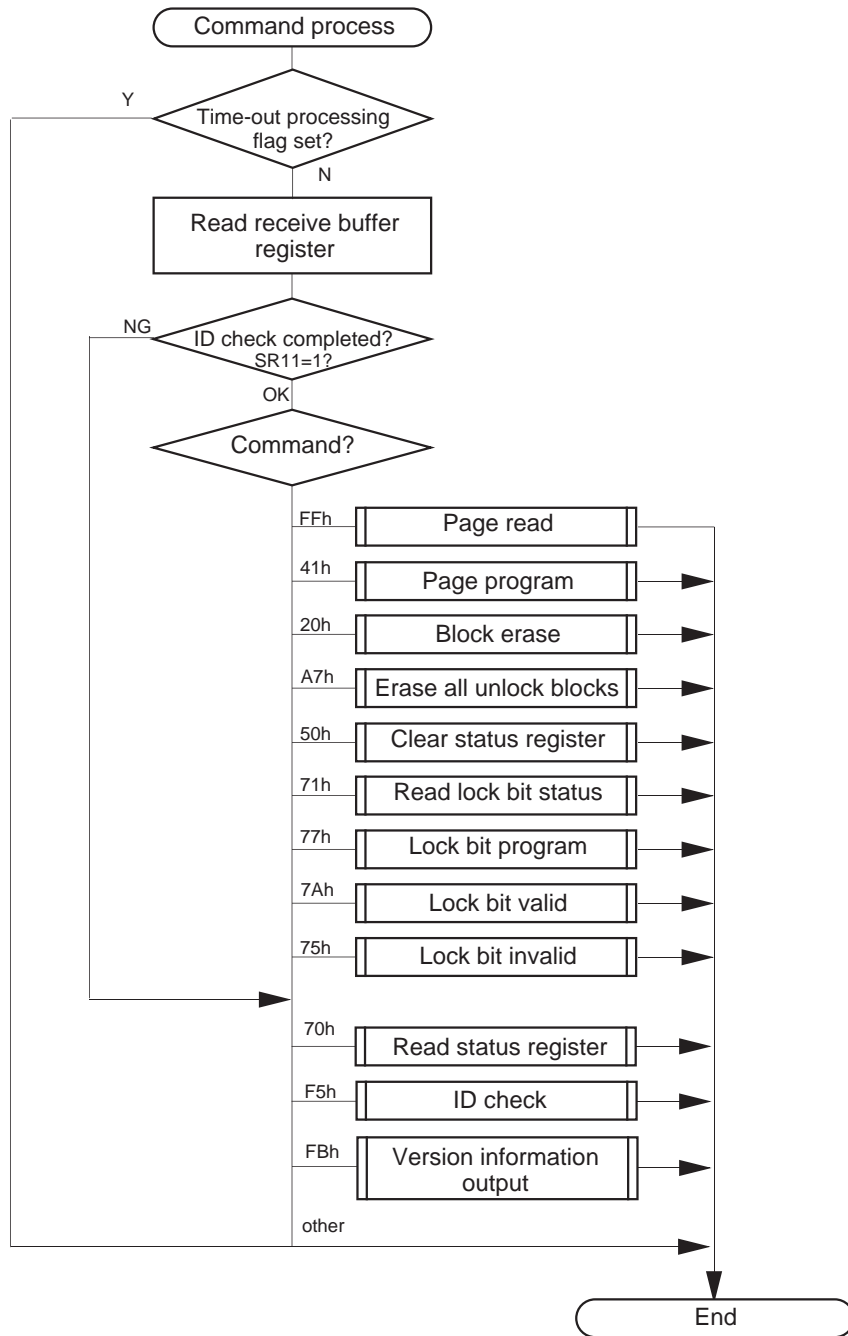 Command process
Y
Time-out processing
flag set?
N
Read receive buffer
register
NG
ID check completed?
SR11=1?
OK
Command?
FFh
Page read
41h
Page program
20h
Block erase
A7h
Erase all unlock blocks
50h
Clear status register
71h
Read lock bit status
77h
Lock bit program
7Ah
Lock bit valid
75h
Lock bit invalid
70h
Read status register
F5h
ID check
FBh
Version information
output
other
End